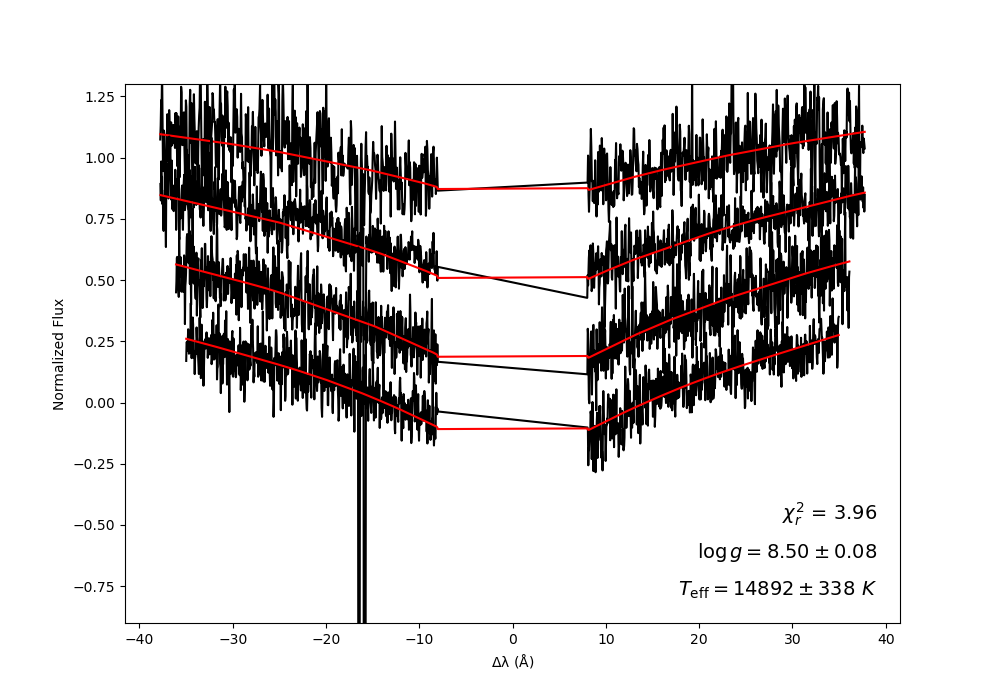 1.25
1.00
0.75
0.50
0.25
0.00
−0.25
−0.50
−0.75
Normalized Flux
χ²ᵣ = 3.96
log g = 8.50 ± 0.08
T_eff = 14892 ± 338 K
−40 −30 −20 −10 0 10 20 30 40
Δλ (Å)